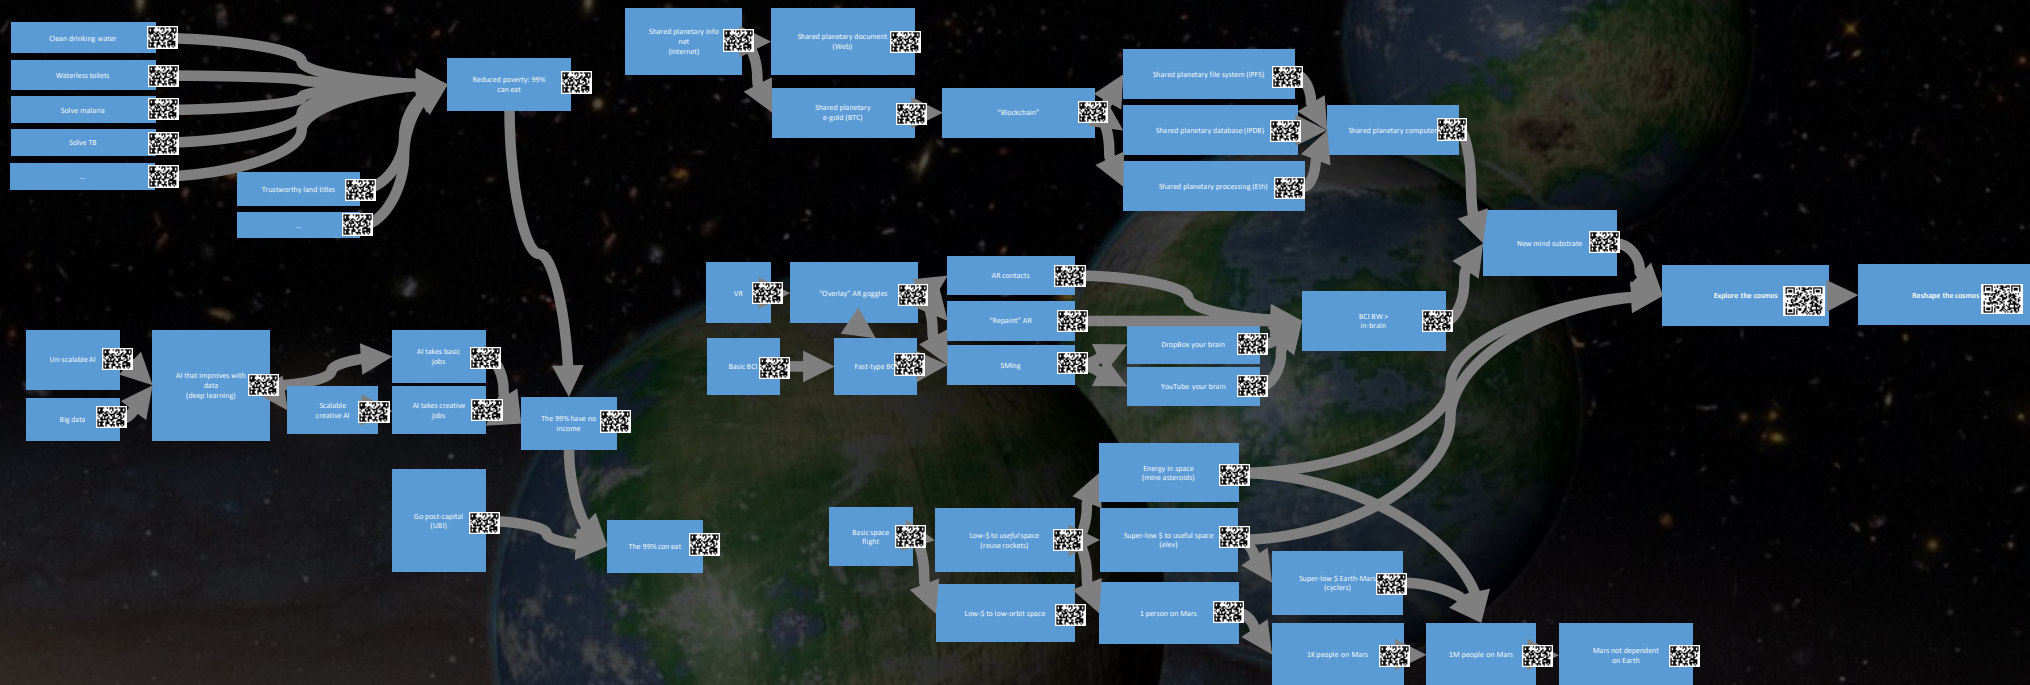 Clean drinking water
Waterless toilets
Solve malaria
Solve TB
...
Trustworthy land titles
...
Reduced poverty: 99%
can eat
Shared planetary info
net
(Internet)
Shared planetary document
(Web)
Shared planetary
e-gold (BTC)
"Blockchain"
Shared planetary file system (IPFS)
Shared planetary database (IPDB)
Shared planetary processing (Eth)
Shared planetary computer
New mind substrate
Explore the cosmos
Reshape the cosmos
VR
"Overlay" AR goggles
AR contacts
"Repaint" AR
Basic BCI
Fast-type BC
SMing
DropBox your brain
YouTube your brain
BCI BW >
in-brain
Un-scalable AI
Big data
AI that improves with
data
(deep learning)
Scalable
creative AI
AI takes basic
jobs
AI takes creative
jobs
The 99% have no
income
Go post-capital
(UBI)
The 99% can eat
Basic space
flight
Low-$ to useful space
(reuse rockets)
Low-$ to low-orbit space
Energy in space
(mine asteroids)
Super-low $ to useful space
(elev)
1 person on Mars
Super-low $ Earth-Mars
(cyclers)
1K people on Mars
1M people on Mars
Mars not dependent
on Earth